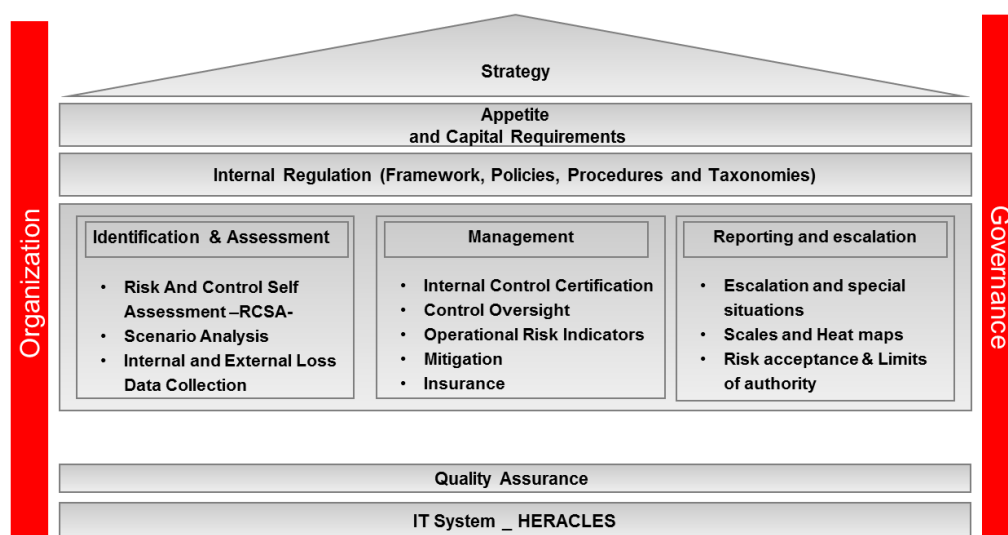 Organization
Strategy
Appetite
and Capital Requirements
Internal Regulation (Framework, Policies, Procedures and Taxonomies)
Identification & Assessment
• Risk And Control Self
Assessment –RCSA-
• Scenario Analysis
• Internal and External Loss
Data Collection
Management
• Internal Control Certification
• Control Oversight
• Operational Risk Indicators
• Mitigation
• Insurance
Reporting and escalation
• Escalation and special
situations
• Scales and Heat maps
• Risk acceptance & Limits
of authority
Quality Assurance
IT System _ HERACLES
Governance